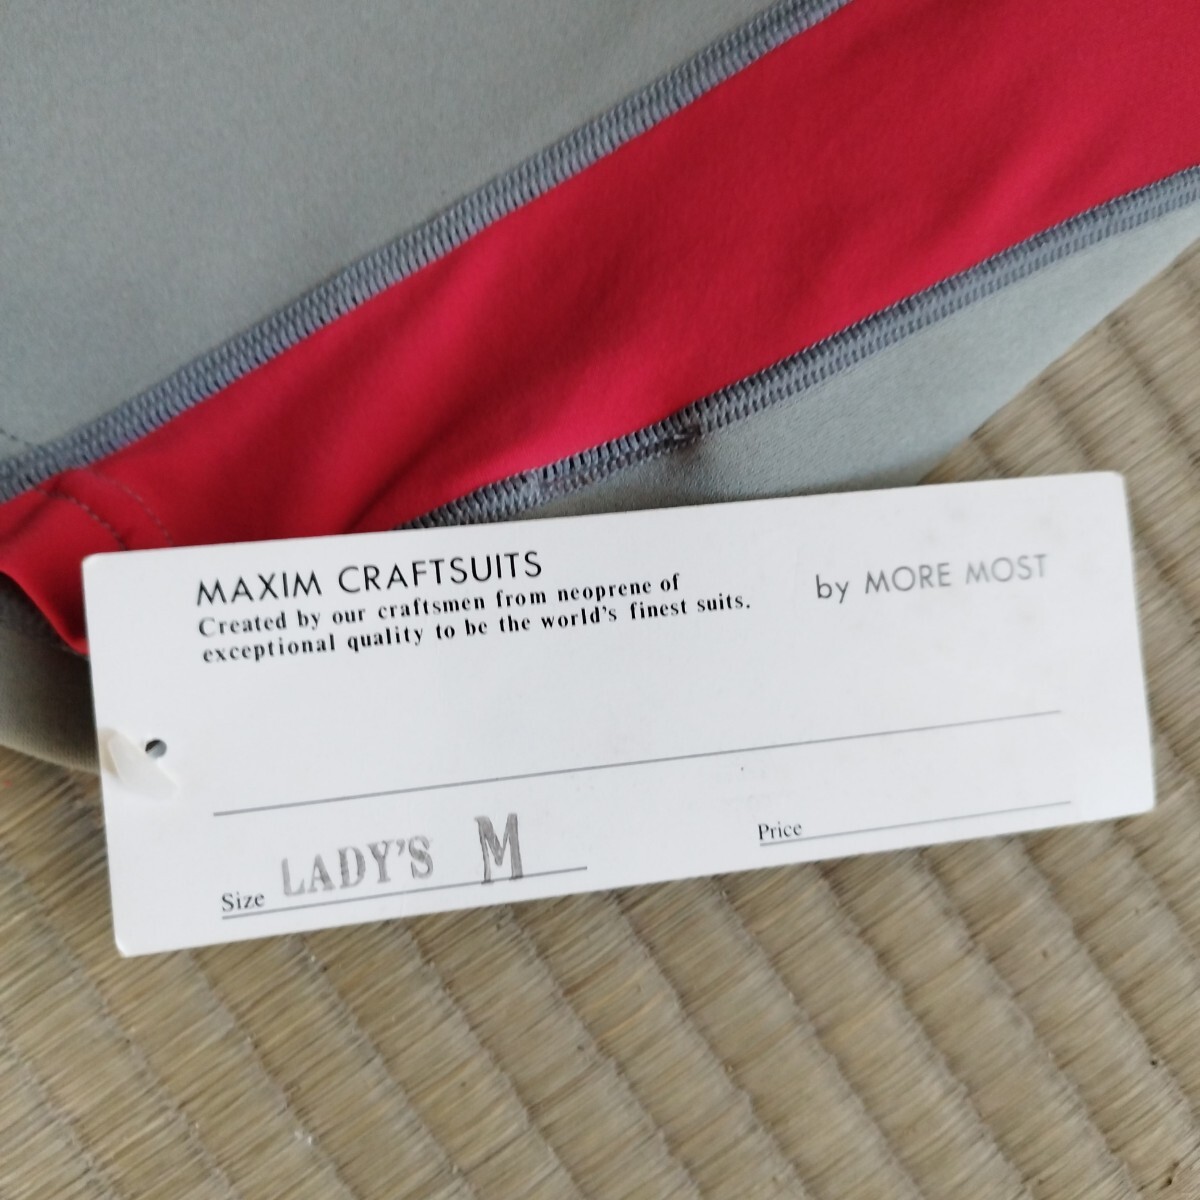 MAXIM CRAFTSUITS
Created by our craftsmen from neoprene of
exceptional quality to be the world's finest suits.
by MORE MOST
Size LADY'S M
Price